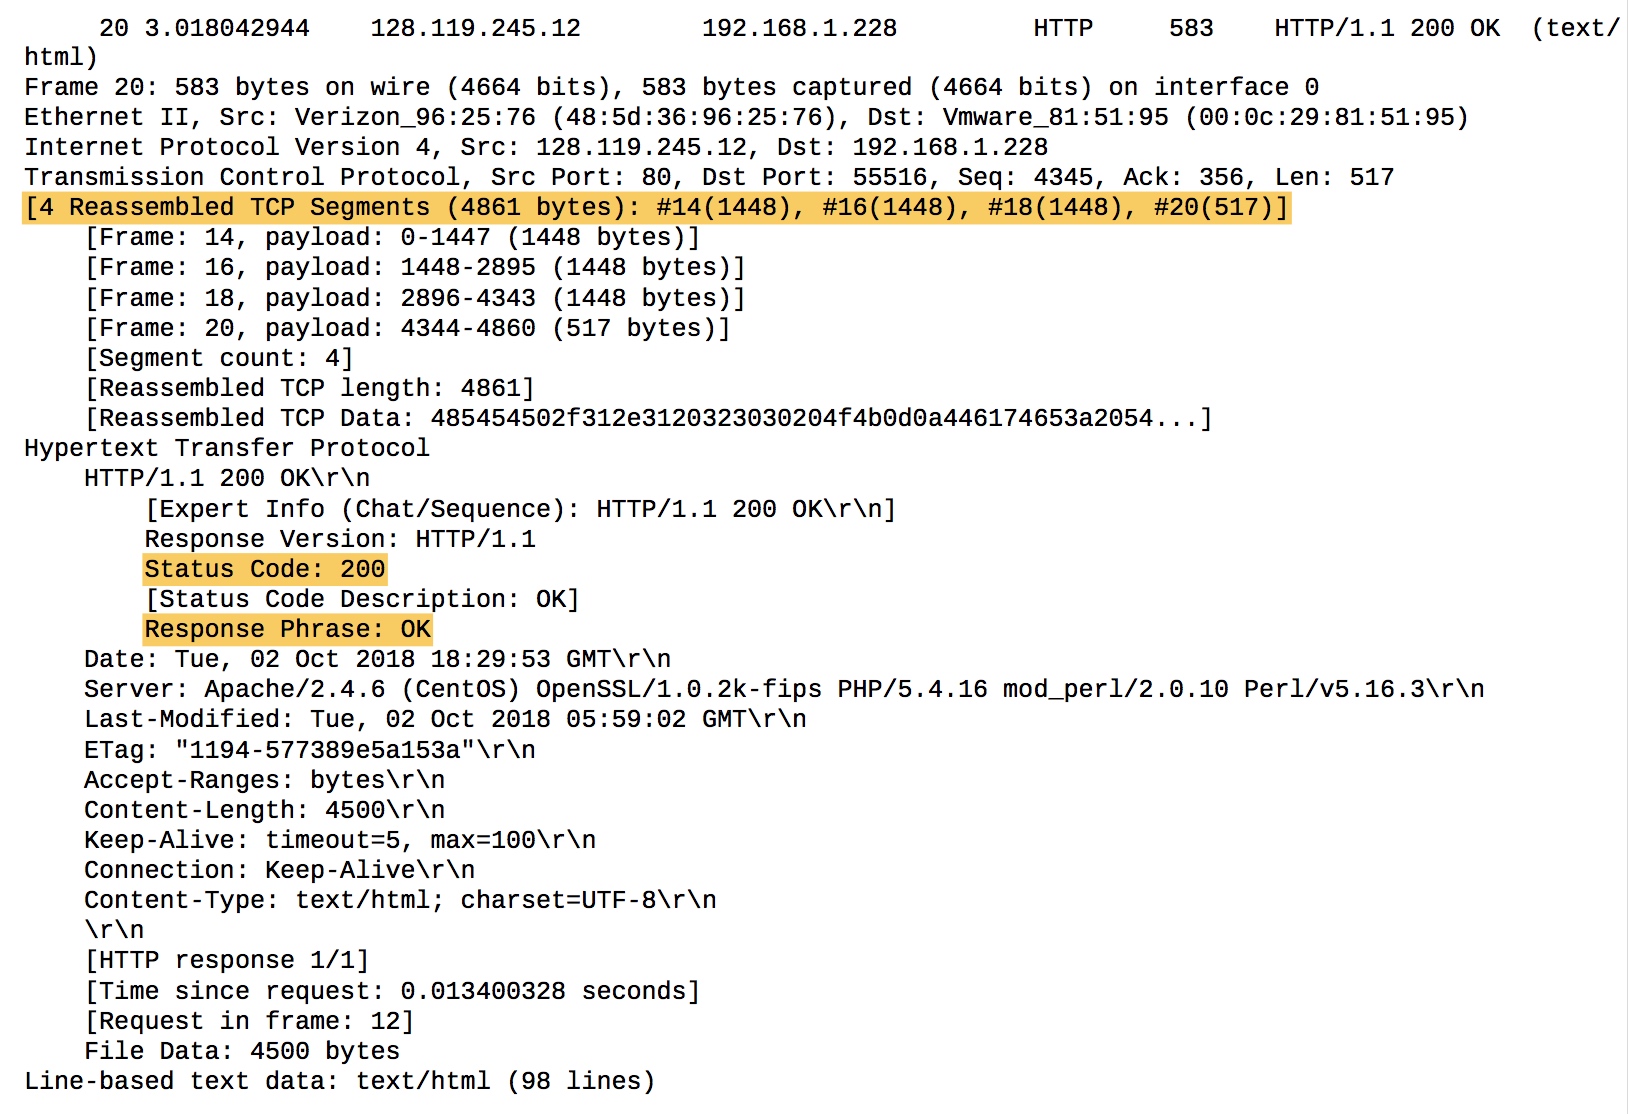 20 3.018042944    128.119.245.12        192.168.1.228         HTTP     583    HTTP/1.1 200 OK  (text/
html)
Frame 20: 583 bytes on wire (4664 bits), 583 bytes captured (4664 bits) on interface 0
Ethernet II, Src: Verizon_96:25:76 (48:5d:36:96:25:76), Dst: Vmware_81:51:95 (00:0c:29:81:51:95)
Internet Protocol Version 4, Src: 128.119.245.12, Dst: 192.168.1.228
Transmission Control Protocol, Src Port: 80, Dst Port: 55516, Seq: 4345, Ack: 356, Len: 517
[4 Reassembled TCP Segments (4861 bytes): #14(1448), #16(1448), #18(1448), #20(517)]
    [Frame: 14, payload: 0-1447 (1448 bytes)]
    [Frame: 16, payload: 1448-2895 (1448 bytes)]
    [Frame: 18, payload: 2896-4343 (1448 bytes)]
    [Frame: 20, payload: 4344-4860 (517 bytes)]
    [Segment count: 4]
    [Reassembled TCP length: 4861]
    [Reassembled TCP Data: 485454502f312e3120323030204f4b0d0a446174653a2054...]
Hypertext Transfer Protocol
    HTTP/1.1 200 OK\r\n
        [Expert Info (Chat/Sequence): HTTP/1.1 200 OK\r\n]
        Response Version: HTTP/1.1
        Status Code: 200
        [Status Code Description: OK]
        Response Phrase: OK
    Date: Tue, 02 Oct 2018 18:29:53 GMT\r\n
    Server: Apache/2.4.6 (CentOS) OpenSSL/1.0.2k-fips PHP/5.4.16 mod_perl/2.0.10 Perl/v5.16.3\r\n
    Last-Modified: Tue, 02 Oct 2018 05:59:02 GMT\r\n
    ETag: "1194-577389e5a153a"\r\n
    Accept-Ranges: bytes\r\n
    Content-Length: 4500\r\n
    Keep-Alive: timeout=5, max=100\r\n
    Connection: Keep-Alive\r\n
    Content-Type: text/html; charset=UTF-8\r\n
    \r\n
    [HTTP response 1/1]
    [Time since request: 0.013400328 seconds]
    [Request in frame: 12]
    File Data: 4500 bytes
Line-based text data: text/html (98 lines)